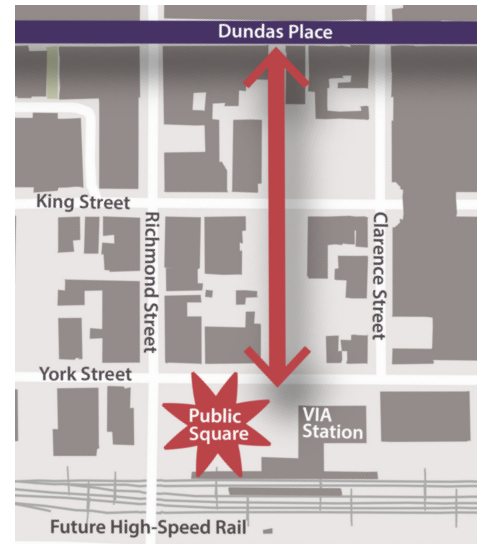 Dundas Place
King Street
Richmond Street
Clarence Street
York Street
Public
Square
VIA
Station
Future High-Speed Rail